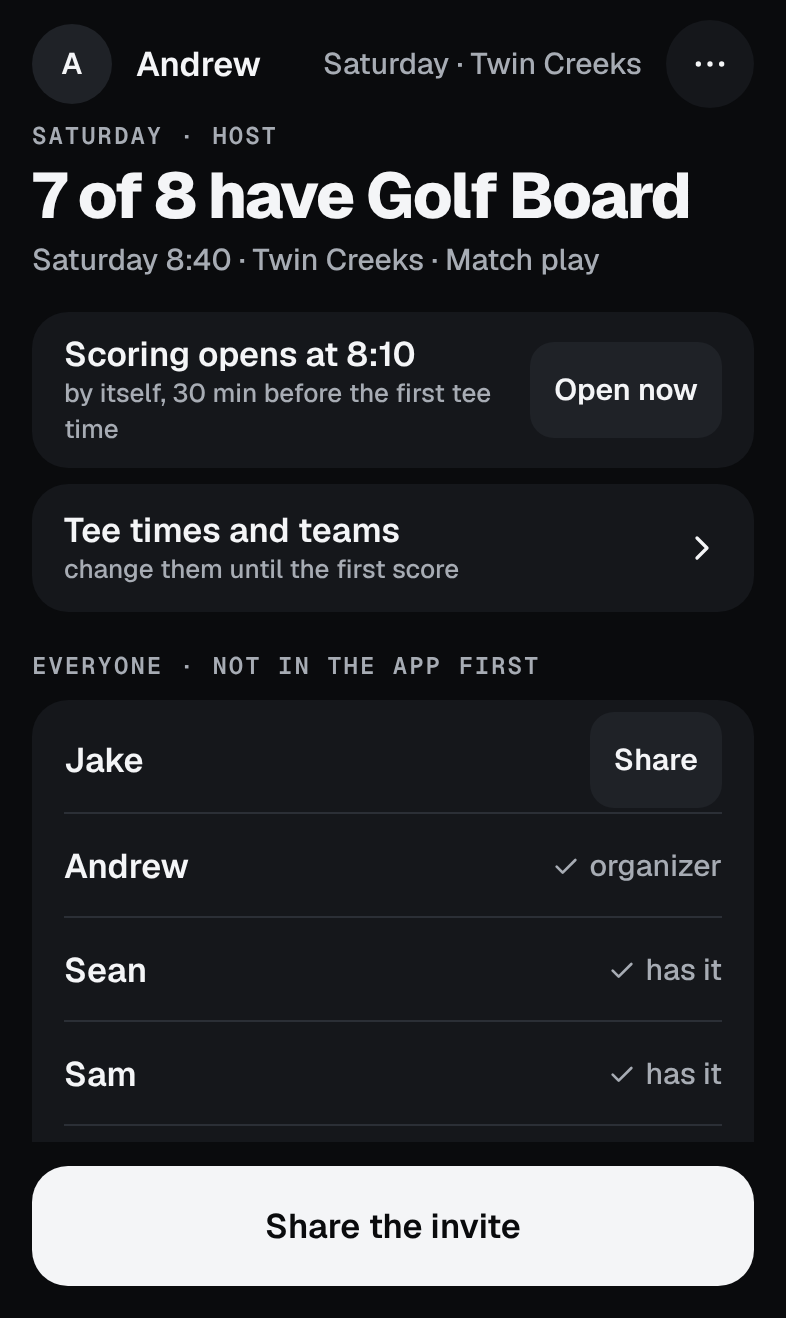 A
Andrew
Saturday · Twin Creeks
SATURDAY · HOST
7 of 8 have Golf Board
Saturday 8:40 · Twin Creeks · Match play
Scoring opens at 8:10
by itself, 30 min before the first tee
time
Open now
Tee times and teams
change them until the first score
EVERYONE · NOT IN THE APP FIRST
Jake
Share
Andrew
organizer
Sean
has it
Sam
has it
Share the invite